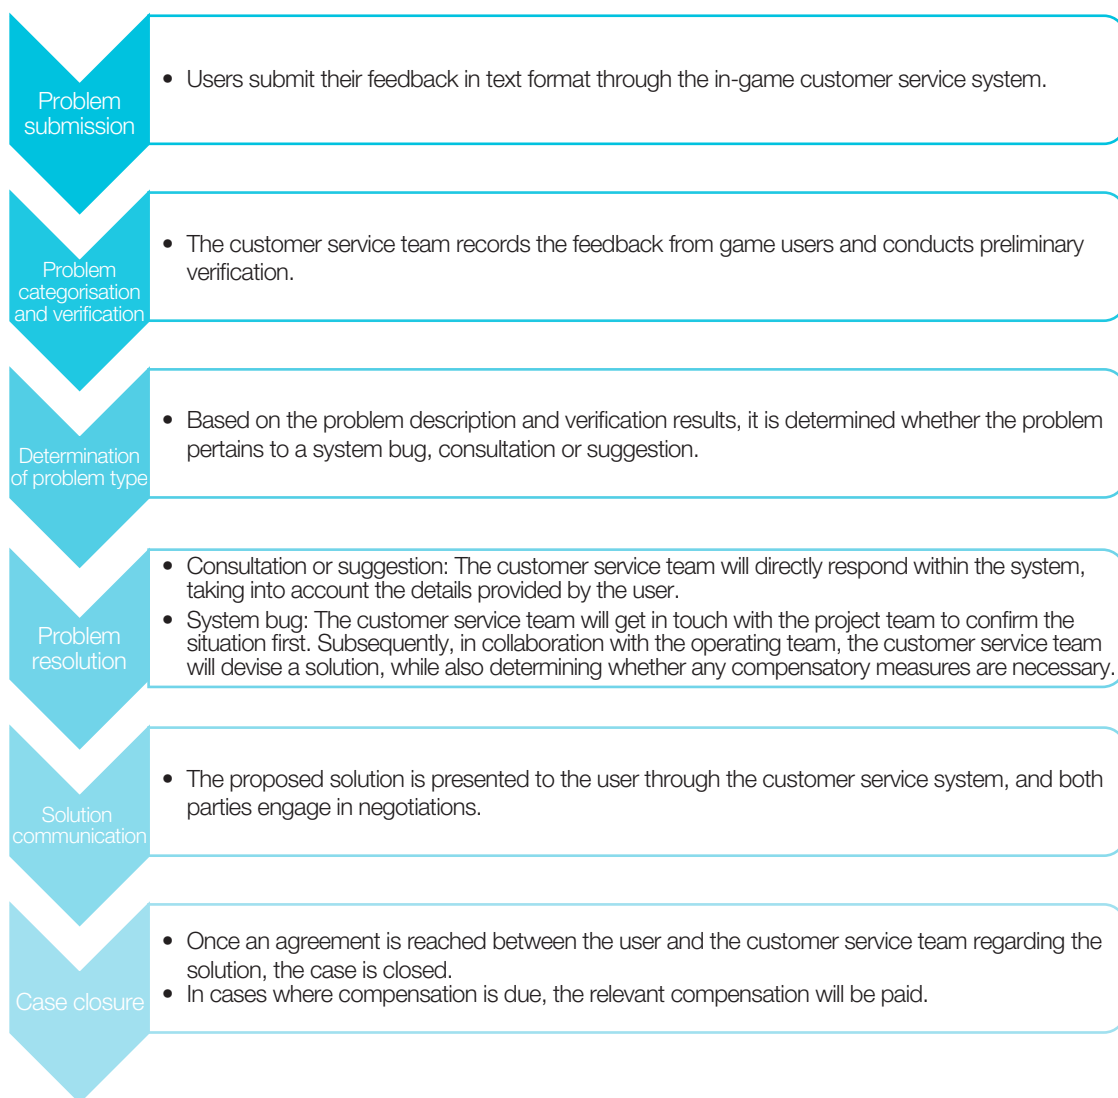 Problem
submission
• Users submit their feedback in text format through the in-game customer service system.
Problem
categorisation
and verification
• The customer service team records the feedback from game users and conducts preliminary
verification.
Determination
of problem type
• Based on the problem description and verification results, it is determined whether the problem
pertains to a system bug, consultation or suggestion.
Problem
resolution
• Consultation or suggestion: The customer service team will directly respond within the system,
taking into account the details provided by the user.
• System bug: The customer service team will get in touch with the project team to confirm the
situation first. Subsequently, in collaboration with the operating team, the customer service team
will devise a solution, while also determining whether any compensatory measures are necessary.
Solution
communication
• The proposed solution is presented to the user through the customer service system, and both
parties engage in negotiations.
Case closure
• Once an agreement is reached between the user and the customer service team regarding the
solution, the case is closed.
• In cases where compensation is due, the relevant compensation will be paid.